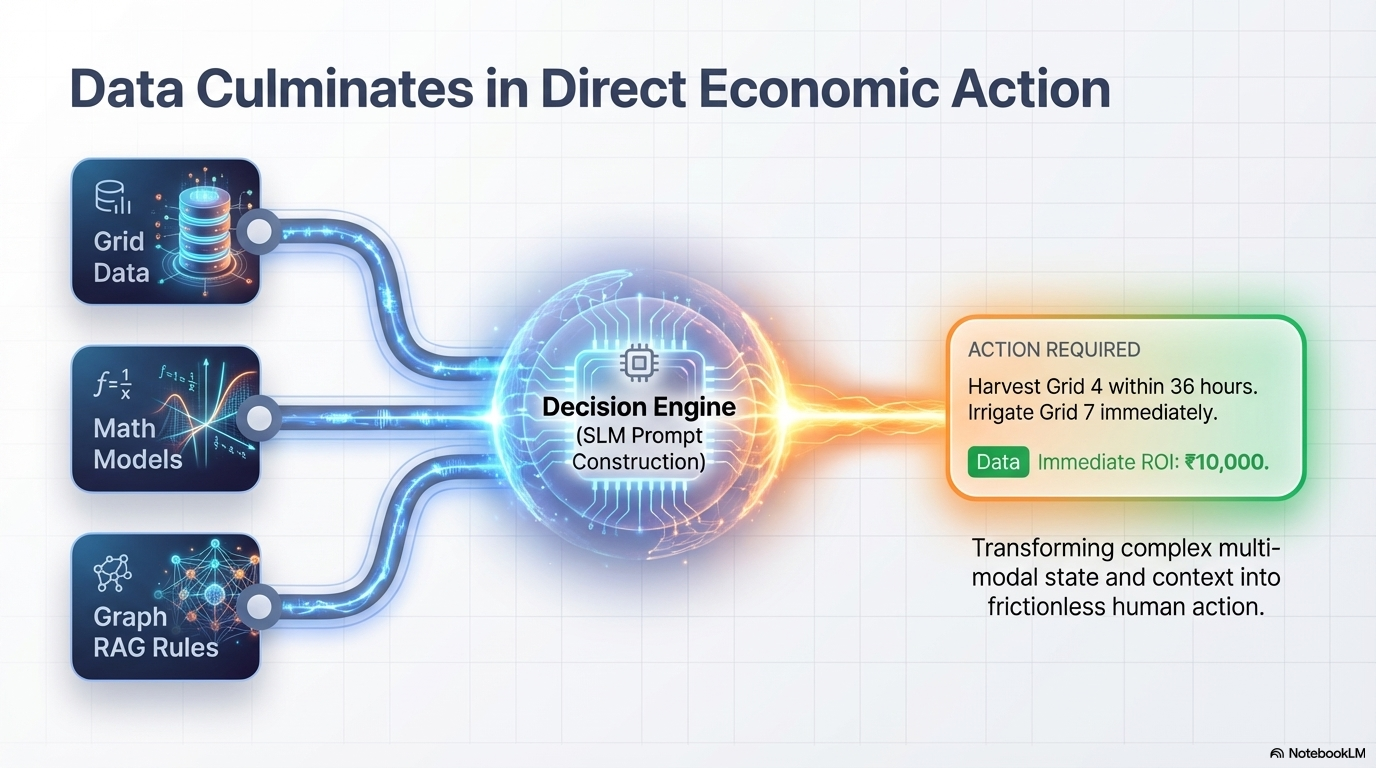 Data Culminates in Direct Economic Action
Grid
Data
f=1/x
Math
Models
Graph
RAG Rules
Decision Engine
(SLM Prompt
Construction)
ACTION REQUIRED
Harvest Grid 4 within 36 hours.
Irrigate Grid 7 immediately.
Data Immediate ROI: ₹10,000.
Transforming complex multi-
modal state and context into
frictionless human action.
NotebookLM